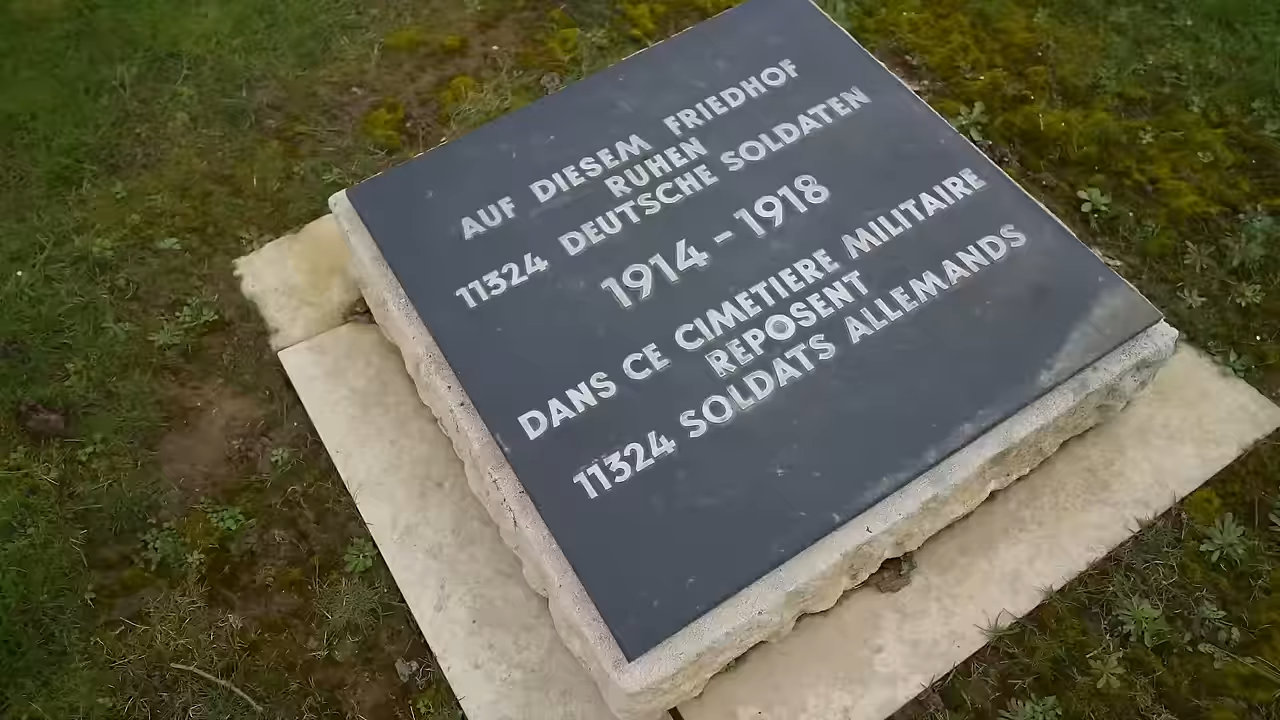 AUF DIESEM FRIEDHOF
RUHEN
11324 DEUTSCHE SOLDATEN
1914-1918
DANS CE CIMETIERE MILITAIRE
REPOSENT
11324 SOLDATS ALLEMANDS